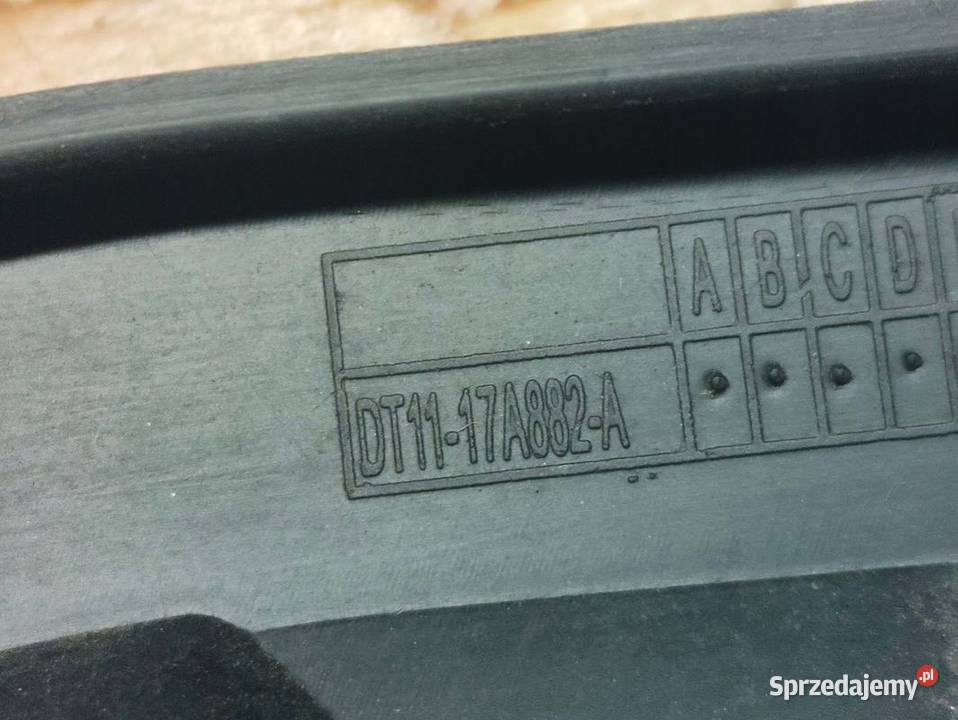 A B C D
DT11-17A882-A
Sprzedajemy.pl